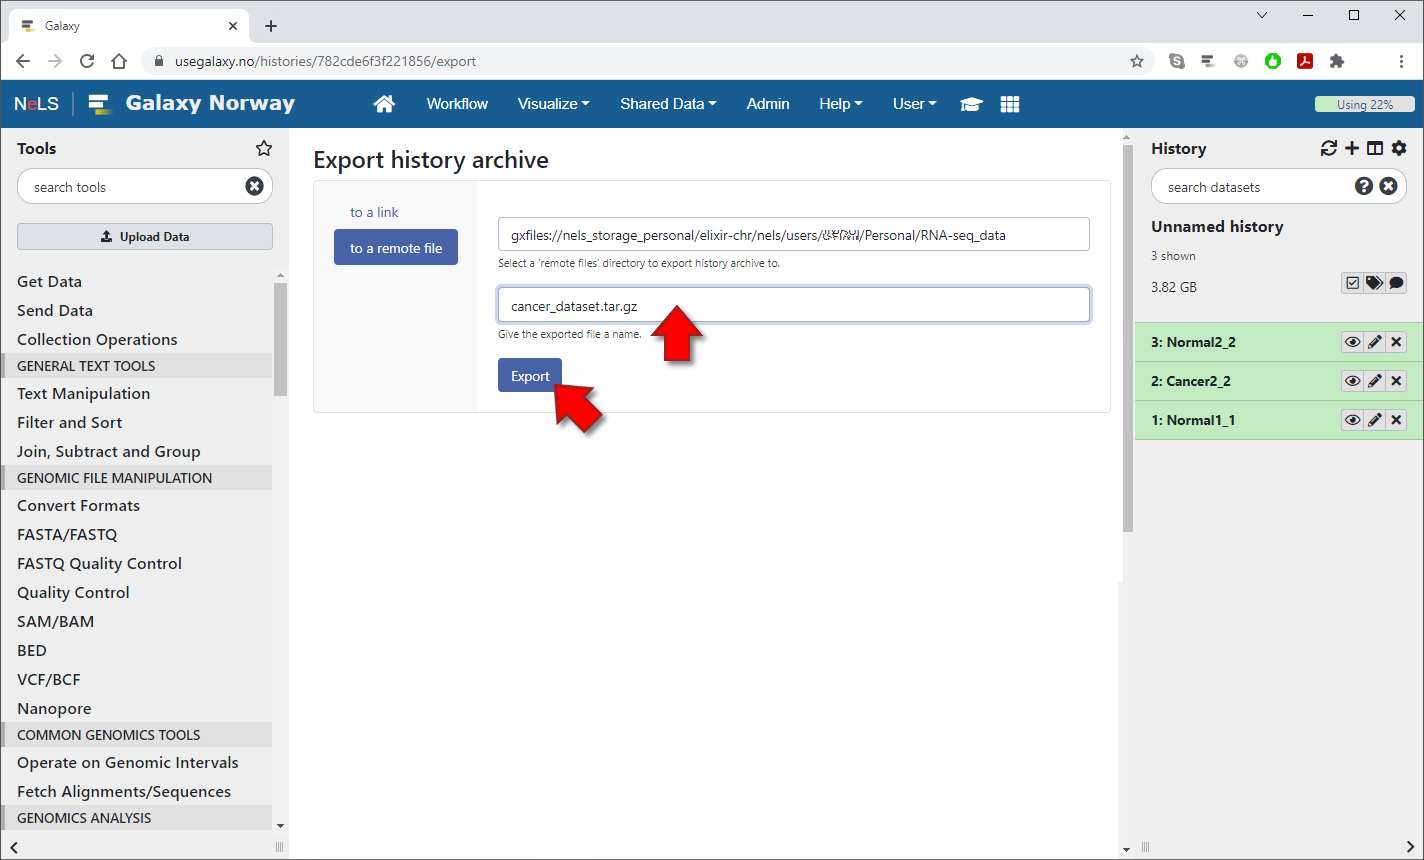 Galaxy
usegalaxy.no/histories/782cde6f3f221856/export
NeLS Galaxy Norway Workflow Visualize Shared Data Admin Help User Using 22%
Tools
search tools
Upload Data
Get Data
Send Data
Collection Operations
GENERAL TEXT TOOLS
Text Manipulation
Filter and Sort
Join, Subtract and Group
GENOMIC FILE MANIPULATION
Convert Formats
FASTA/FASTQ
FASTQ Quality Control
Quality Control
SAM/BAM
BED
VCF/BCF
Nanopore
COMMON GENOMICS TOOLS
Operate on Genomic Intervals
Fetch Alignments/Sequences
GENOMICS ANALYSIS
Export history archive
to a link
to a remote file
gxfiles://nels_storage_personal/elixir-chr/nels/users/ /Personal/RNA-seq_data
Select a 'remote files' directory to export history archive to.
cancer_dataset.tar.gz
Give the exported file a name.
Export
History
search datasets
Unnamed history
3 shown
3.82 GB
3: Normal2_2
2: Cancer2_2
1: Normal1_1